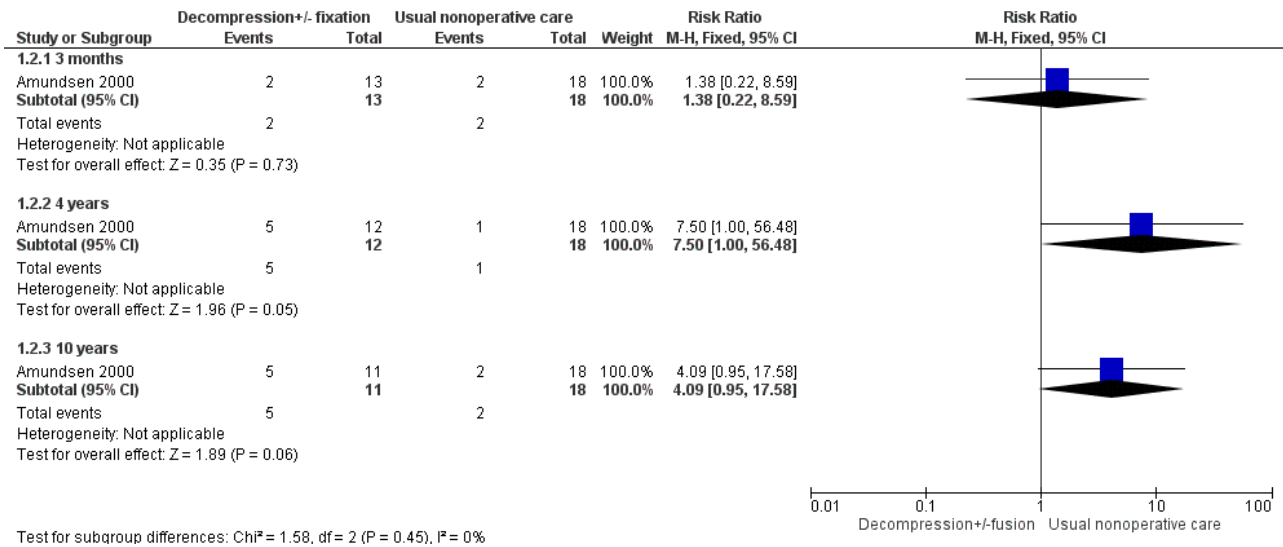 Decompression+/- fixation Usual nonoperative care Risk Ratio Risk Ratio
Study or Subgroup Events Total Events Total Weight M-H, Fixed, 95% CI M-H, Fixed, 95% CI
1.2.1 3 months
Amundsen 2000 2 13 2 18 100.0% 1.38 [0.22, 8.59]
Subtotal (95% CI) 13 18 100.0% 1.38 [0.22, 8.59]
Total events 2 2
Heterogeneity: Not applicable
Test for overall effect: Z = 0.35 (P = 0.73)
1.2.2 4 years
Amundsen 2000 5 12 1 18 100.0% 7.50 [1.00, 56.48]
Subtotal (95% CI) 12 18 100.0% 7.50 [1.00, 56.48]
Total events 5 1
Heterogeneity: Not applicable
Test for overall effect: Z = 1.96 (P = 0.05)
1.2.3 10 years
Amundsen 2000 5 11 2 18 100.0% 4.09 [0.95, 17.58]
Subtotal (95% CI) 11 18 100.0% 4.09 [0.95, 17.58]
Total events 5 2
Heterogeneity: Not applicable
Test for overall effect: Z = 1.89 (P = 0.06)
0.01 0.1 1 10 100
Decompression+/-fusion Usual nonoperative care
Test for subgroup differences: Chi² = 1.58, df = 2 (P = 0.45), I² = 0%